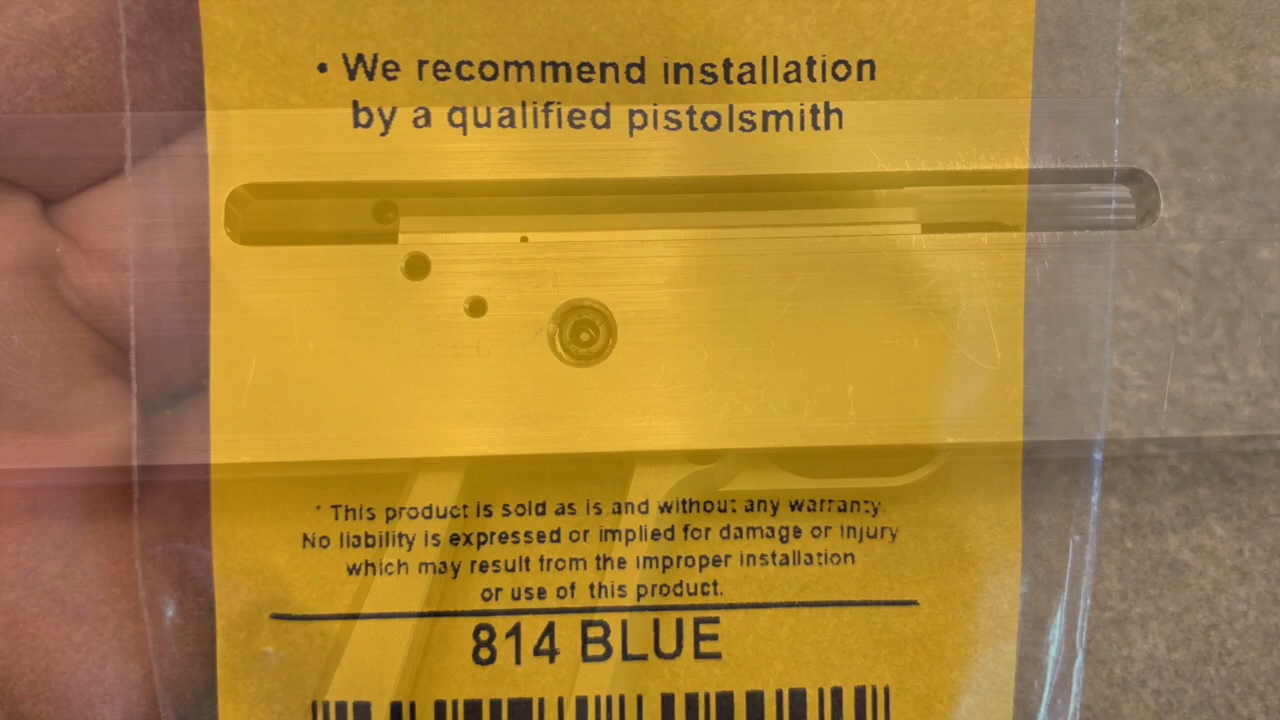 • We recommend installation
by a qualified pistolsmith
* This product is sold as is and without any warranty.
No liability is expressed or implied for damage or injury
which may result from the improper installation
or use of this product.
814 BLUE